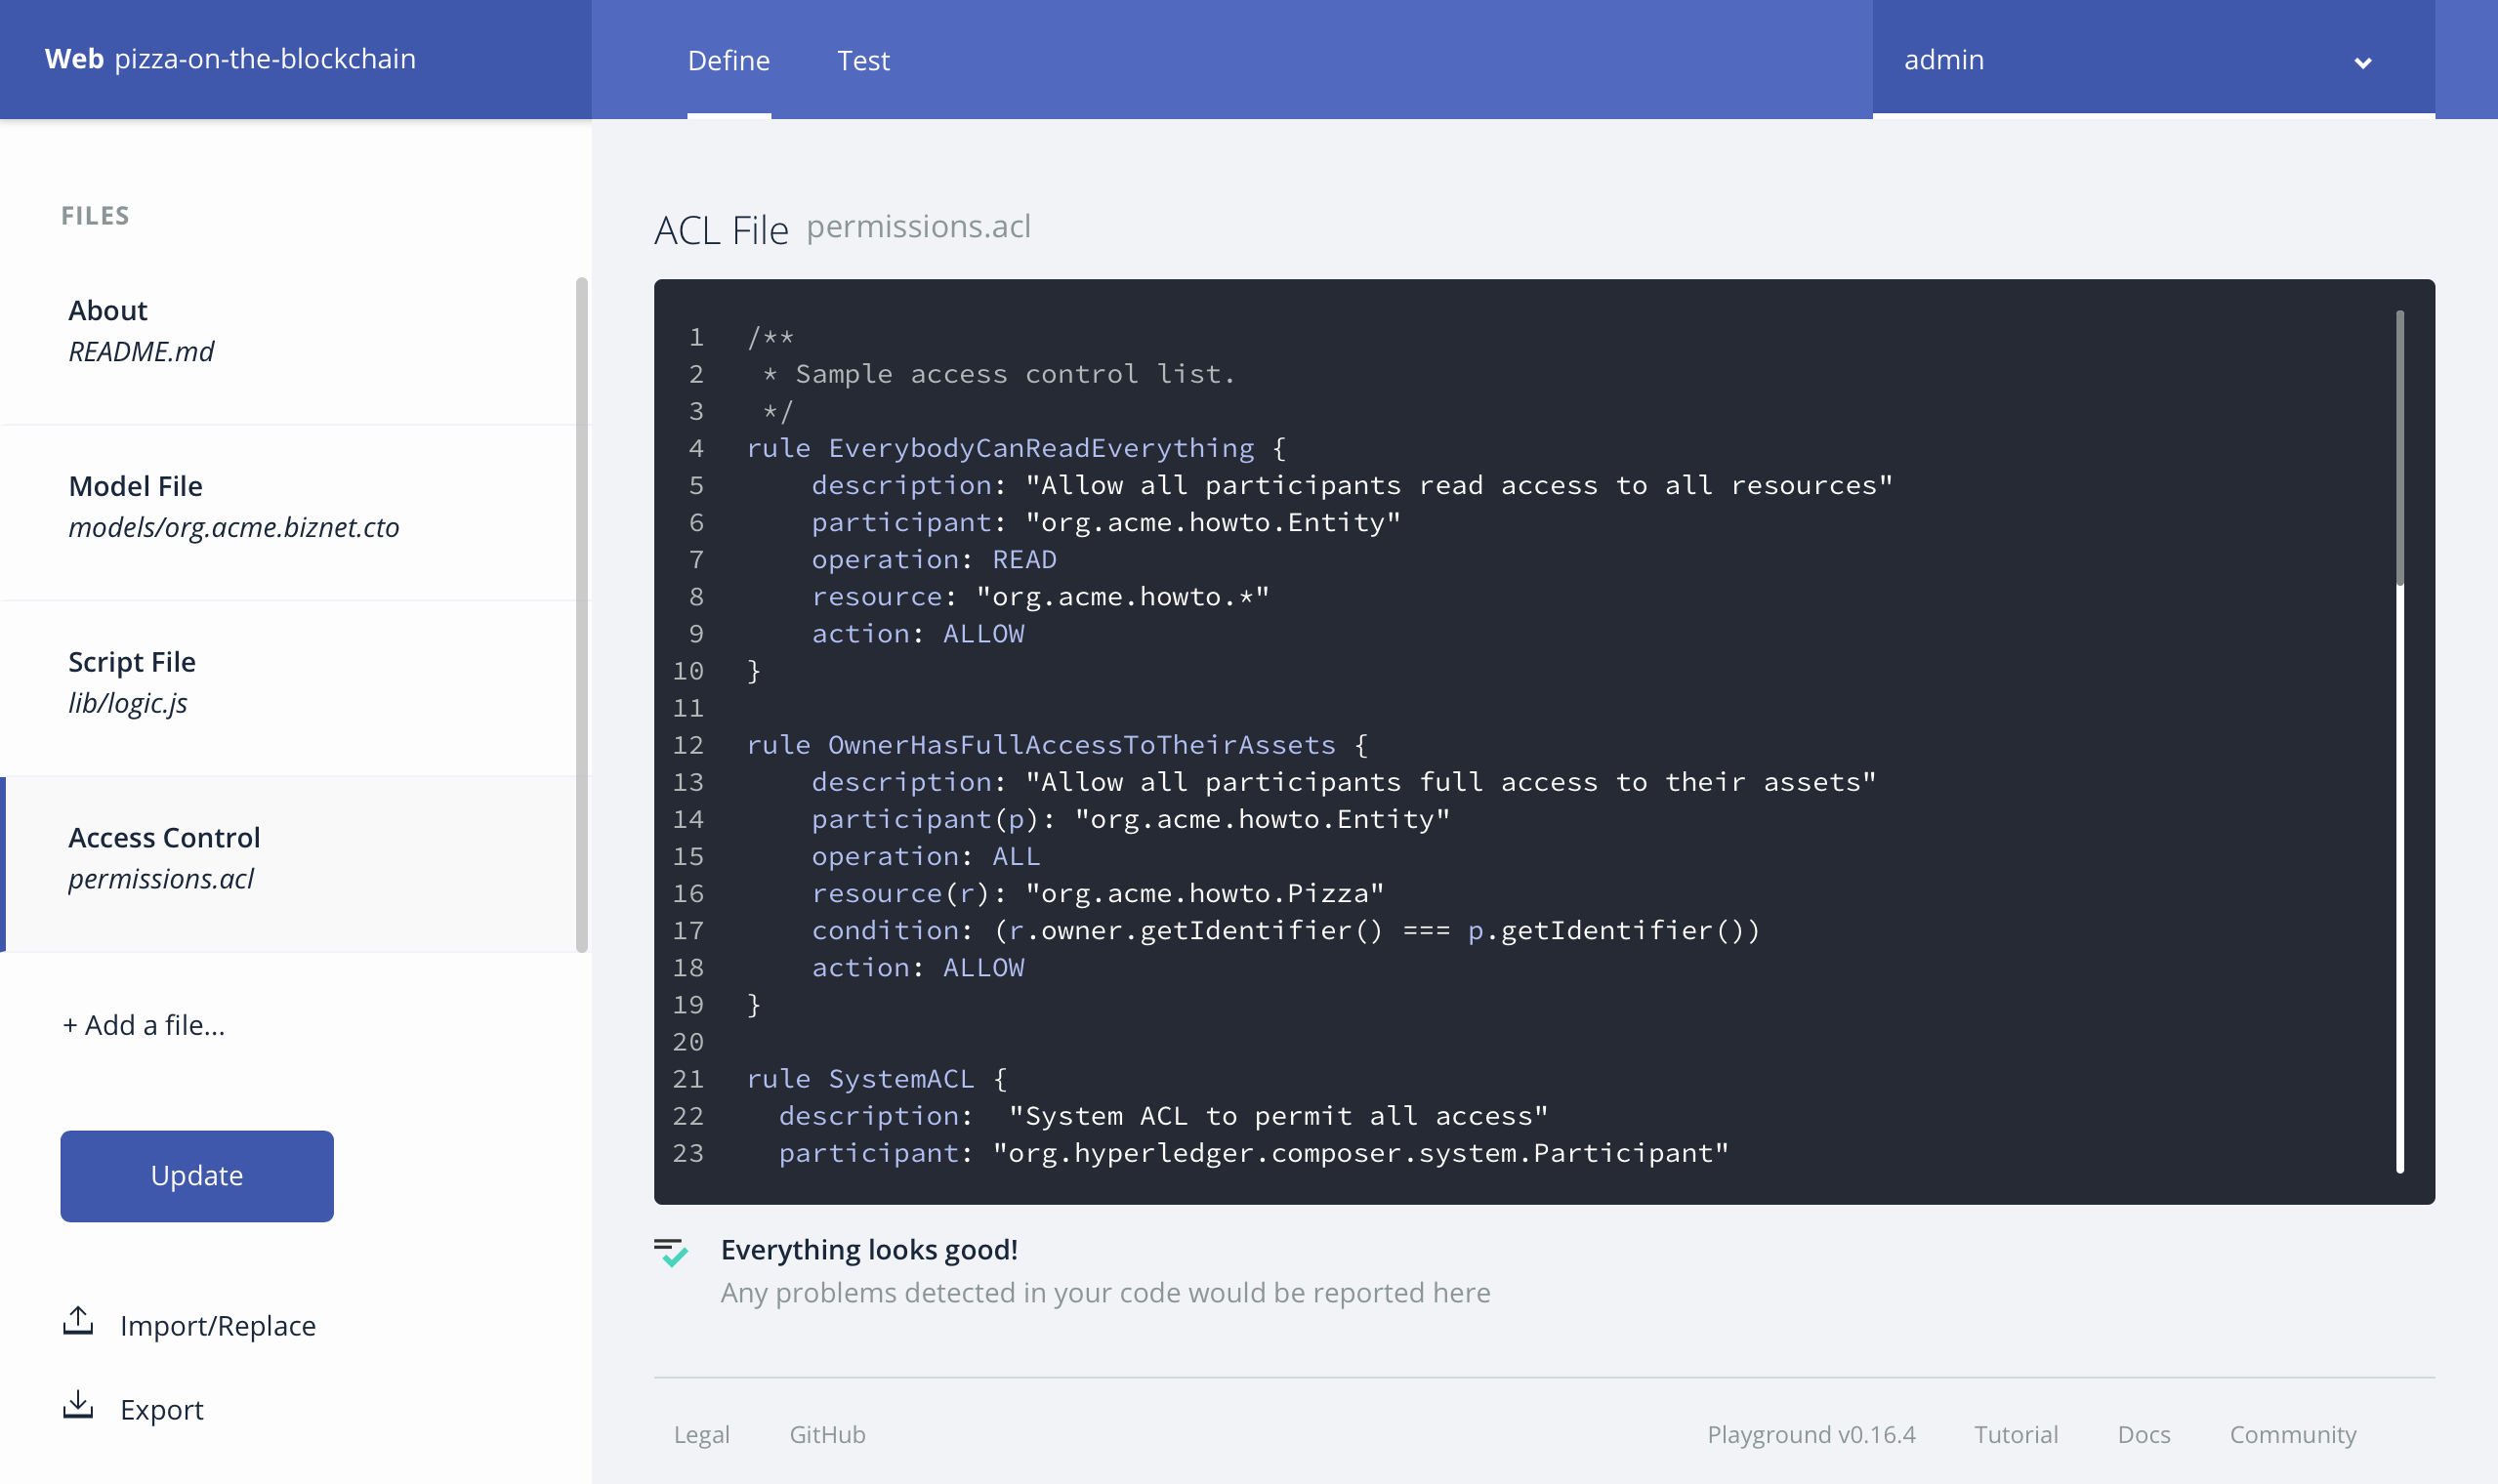 Web pizza-on-the-blockchain
Define Test
admin
FILES
About
README.md
Model File
models/org.acme.biznet.cto
Script File
lib/logic.js
Access Control
permissions.acl
+ Add a file...
Update
Import/Replace
Export
ACL File permissions.acl
1 /**
2  * Sample access control list.
3  */
4 rule EverybodyCanReadEverything {
5     description: "Allow all participants read access to all resources"
6     participant: "org.acme.howto.Entity"
7     operation: READ
8     resource: "org.acme.howto.*"
9     action: ALLOW
10 }
11
12 rule OwnerHasFullAccessToTheirAssets {
13     description: "Allow all participants full access to their assets"
14     participant(p): "org.acme.howto.Entity"
15     operation: ALL
16     resource(r): "org.acme.howto.Pizza"
17     condition: (r.owner.getIdentifier() === p.getIdentifier())
18     action: ALLOW
19 }
20
21 rule SystemACL {
22   description:  "System ACL to permit all access"
23   participant: "org.hyperledger.composer.system.Participant"
Everything looks good!
Any problems detected in your code would be reported here
Legal GitHub Playground v0.16.4 Tutorial Docs Community